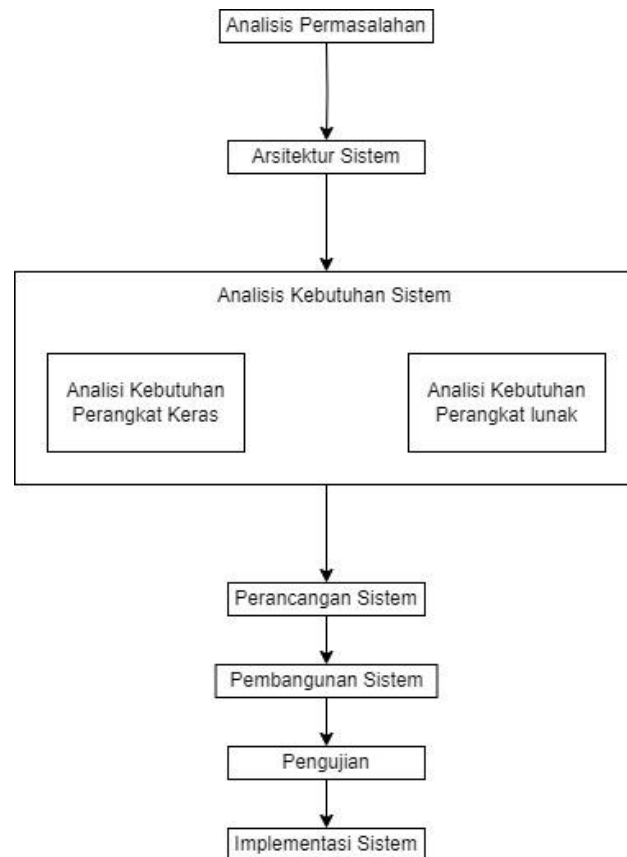 Analisis Permasalahan
Arsitektur Sistem
Analisis Kebutuhan Sistem
Analisi Kebutuhan
Perangkat Keras
Analisi Kebutuhan
Perangkat lunak
Perancangan Sistem
Pembangunan Sistem
Pengujian
Implementasi Sistem